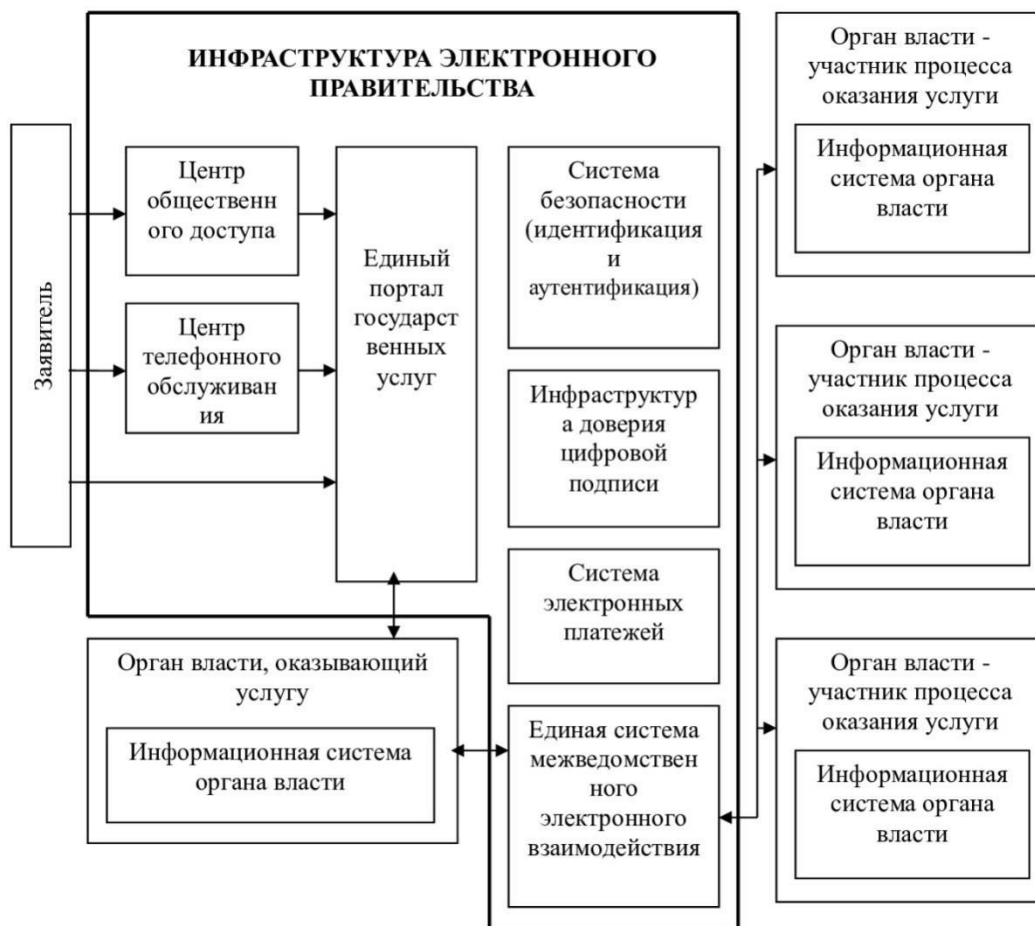 ИНФРАСТРУКТУРА ЭЛЕКТРОННОГО
ПРАВИТЕЛЬСТВА
Заявитель
Центр
общественн
ого доступа
Центр
телефонного
обслуживан
ия
Единый
портал
государст
венных
услуг
Система
безопасности
(идентификация
и
аутентификация)
Инфраструктур
а доверия
цифровой
подписи
Система
электронных
платежей
Единая система
межведомствен
ного
электронного
взаимодействия
Орган власти, оказывающий
услугу
Информационная система
органа власти
Орган власти -
участник процесса
оказания услуги
Информационная
система органа
власти
Орган власти -
участник процесса
оказания услуги
Информационная
система органа
власти
Орган власти -
участник процесса
оказания услуги
Информационная
система органа
власти